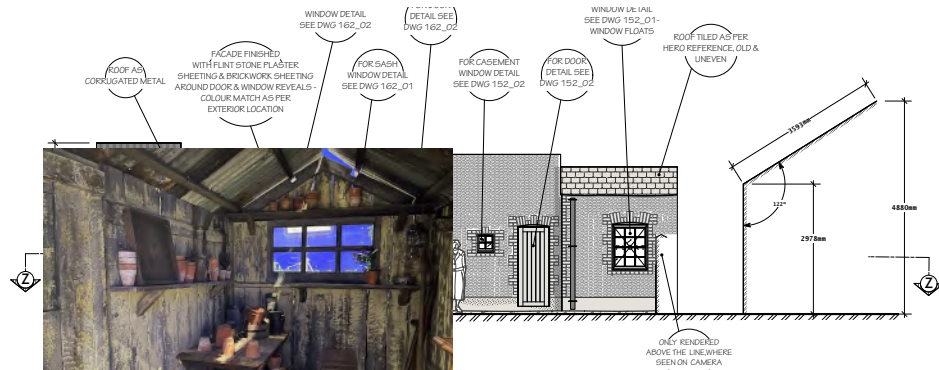 WINDOW DETAIL
SEE DWG 162_02
DETAIL SEE
DWG 162_02
WINDOW DETAIL
SEE DWG 152_01-
WINDOW FLOATS
ROOF AS
CORRUGATED METAL
FACADE FINISHED
WITH FLINT STONE PLASTER
SHEETING & BRICKWORK SHEETING
AROUND DOOR & WINDOW REVEALS -
COLOUR MATCH AS PER
EXTERIOR LOCATION
FOR SASH
WINDOW DETAIL
SEE DWG 162_01
FOR CASEMENT
WINDOW DETAIL
SEE DWG 152_02
FOR DOOR
DETAIL SEE
DWG 152_02
ROOF TILED AS PER
HERO REFERENCE, OLD &
UNEVEN
3593mm
122°
2978mm
4880mm
Z
Z
ONLY RENDERED
ABOVE THE LINE,WHERE
SEEN ON CAMERA